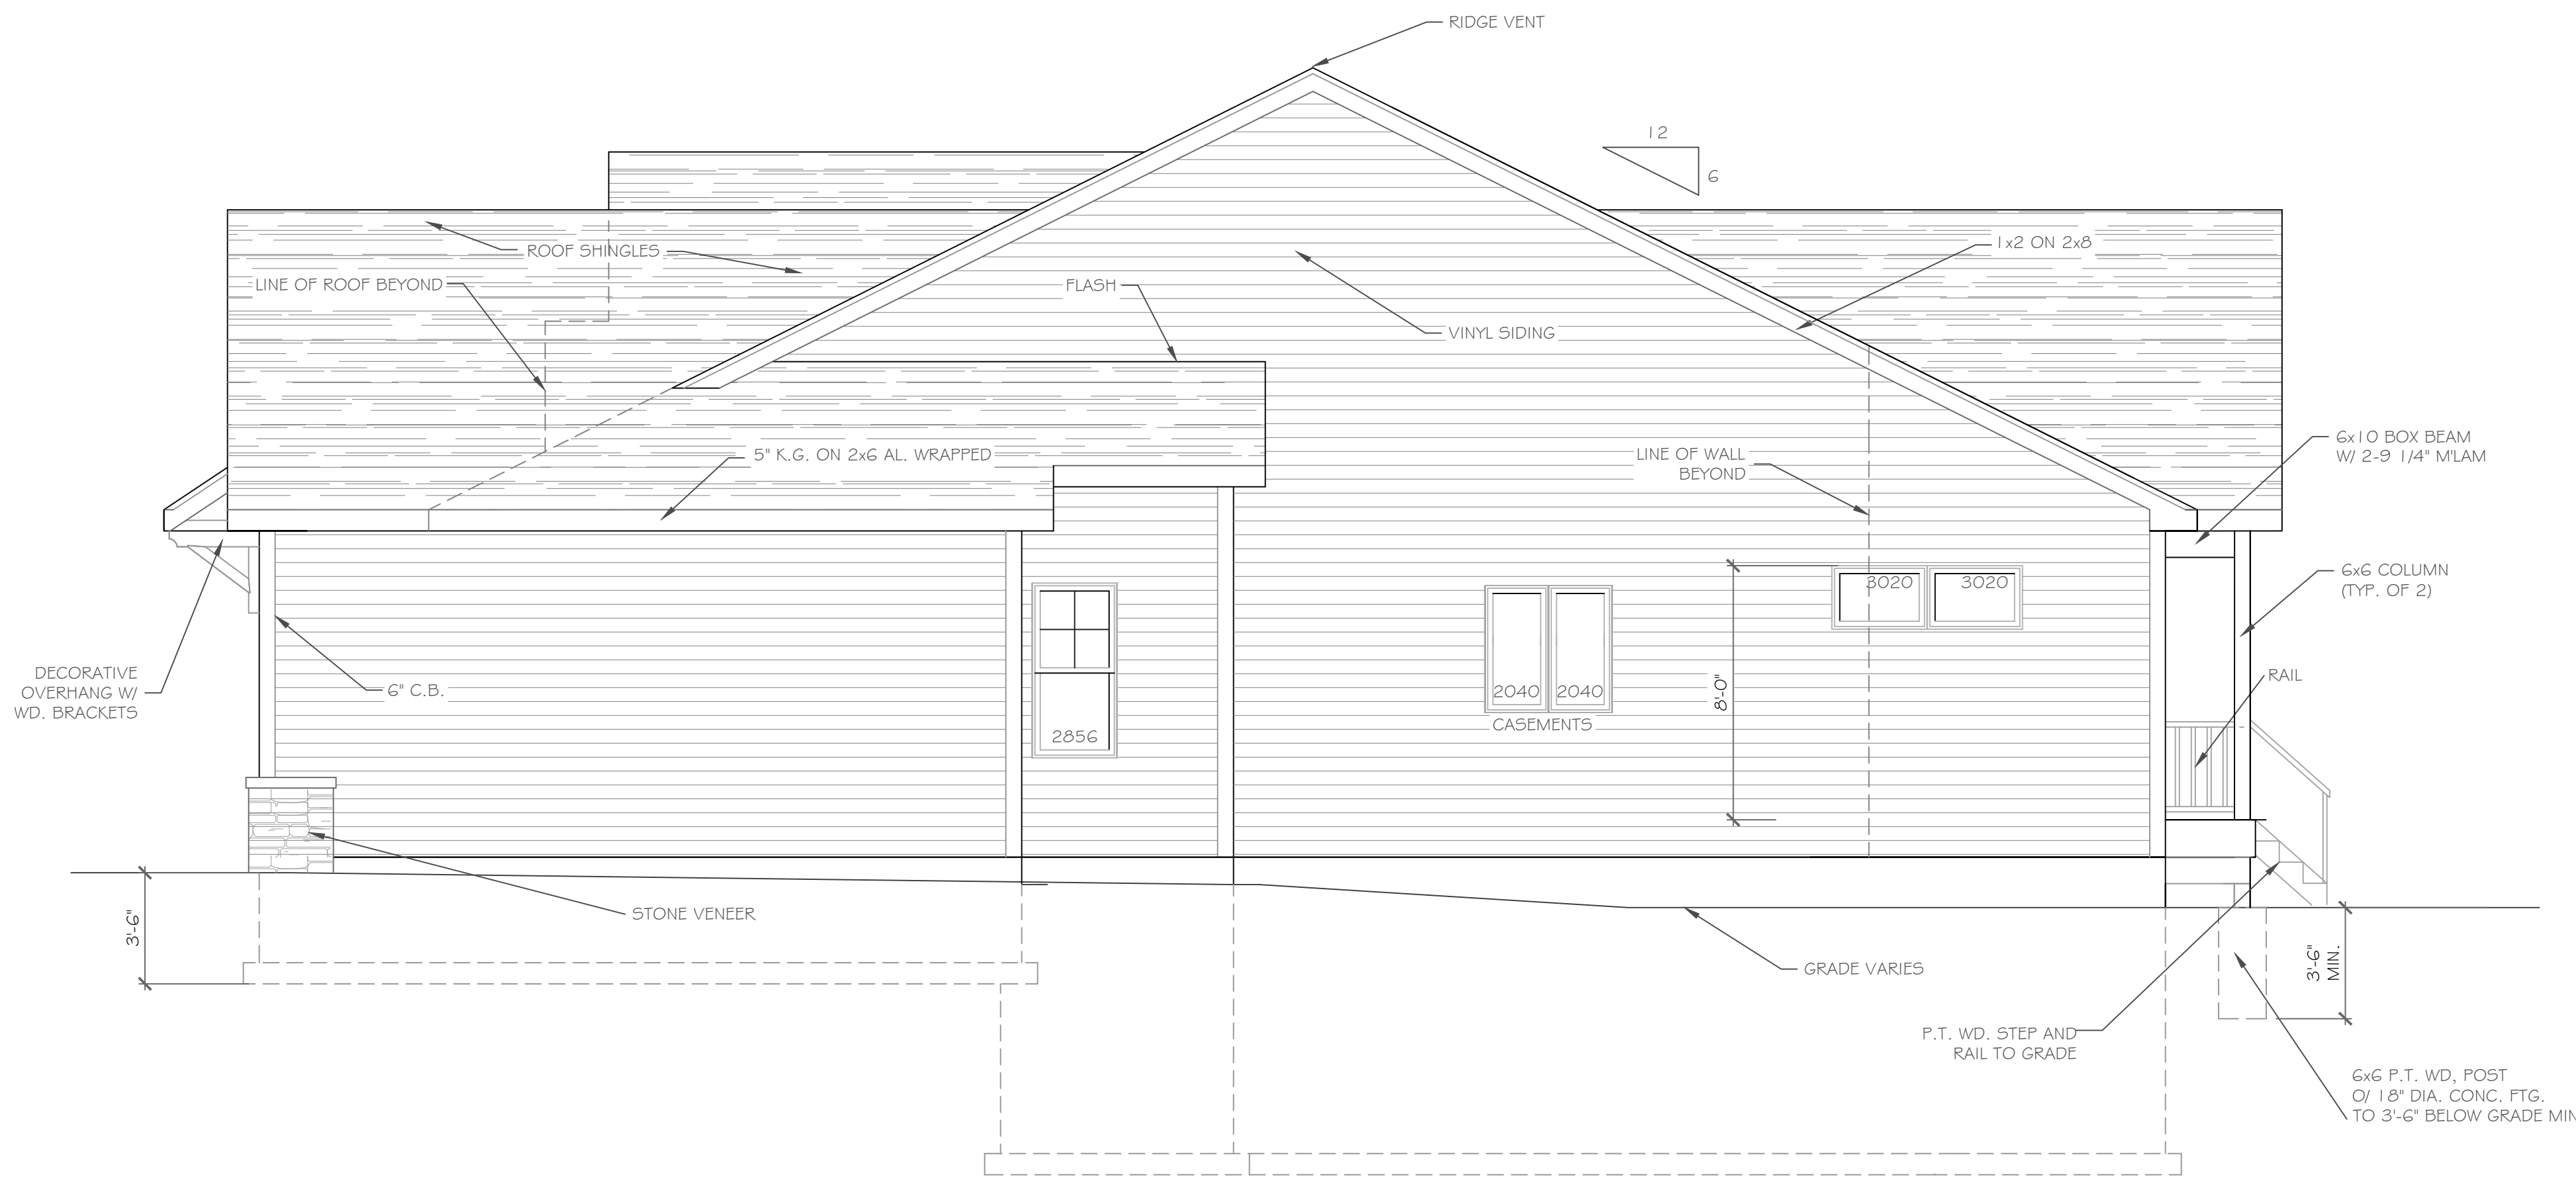 RIDGE VENT
12
6
ROOF SHINGLES
1x2 ON 2x8
LINE OF ROOF BEYOND
FLASH
VINYL SIDING
6x10 BOX BEAM
W/ 2-9 1/4" M'LAM
5" K.G. ON 2x6 AL. WRAPPED
LINE OF WALL
BEYOND
6x6 COLUMN
(TYP. OF 2)
3020
3020
DECORATIVE
OVERHANG W/
WD. BRACKETS
6" C.B.
2040
2040
CASEMENTS
8'-0"
RAIL
2856
STONE VENEER
3'-6"
GRADE VARIES
3'-6"
MIN.
P.T. WD. STEP AND
RAIL TO GRADE
6x6 P.T. WD, POST
O/ 18" DIA. CONC. FTG.
TO 3'-6" BELOW GRADE MIN